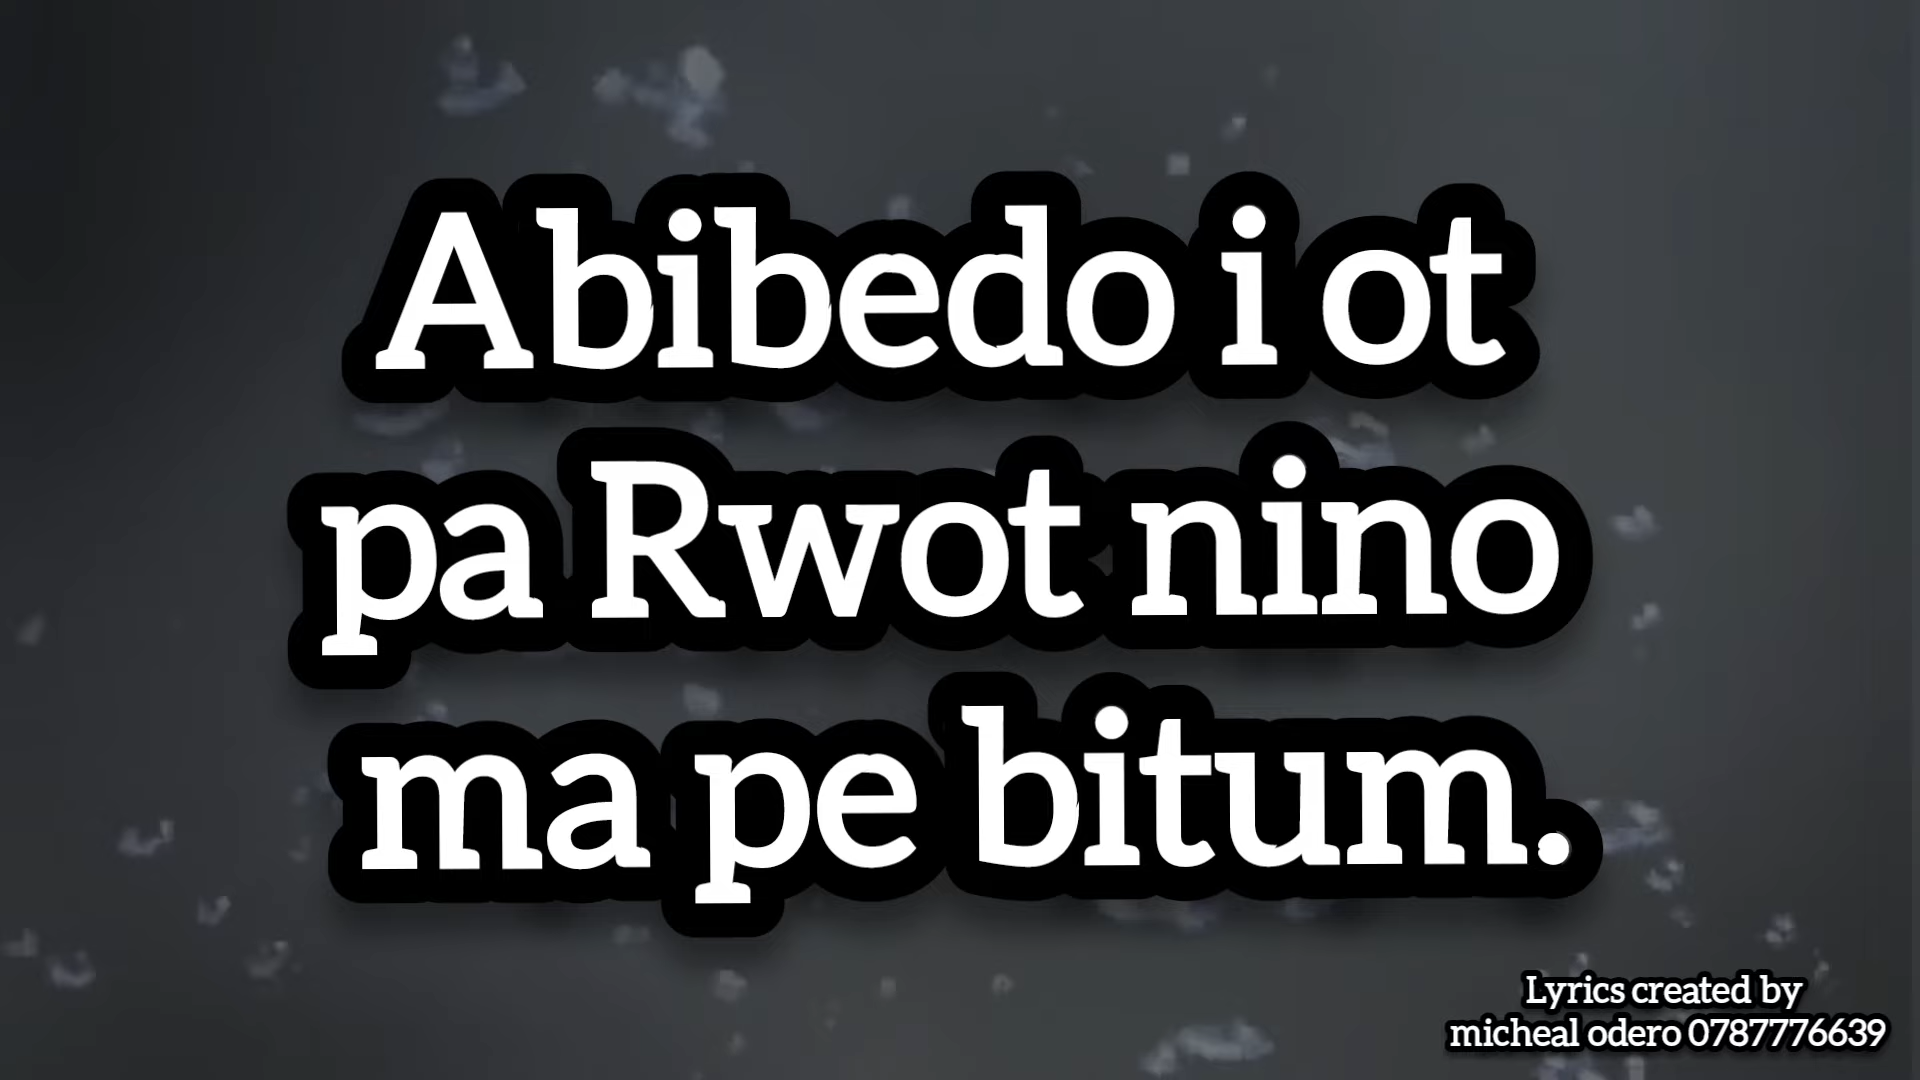 Abibedo i ot
pa Rwot nino
ma pe bitum.
Lyrics created by
micheal odero 0787776639